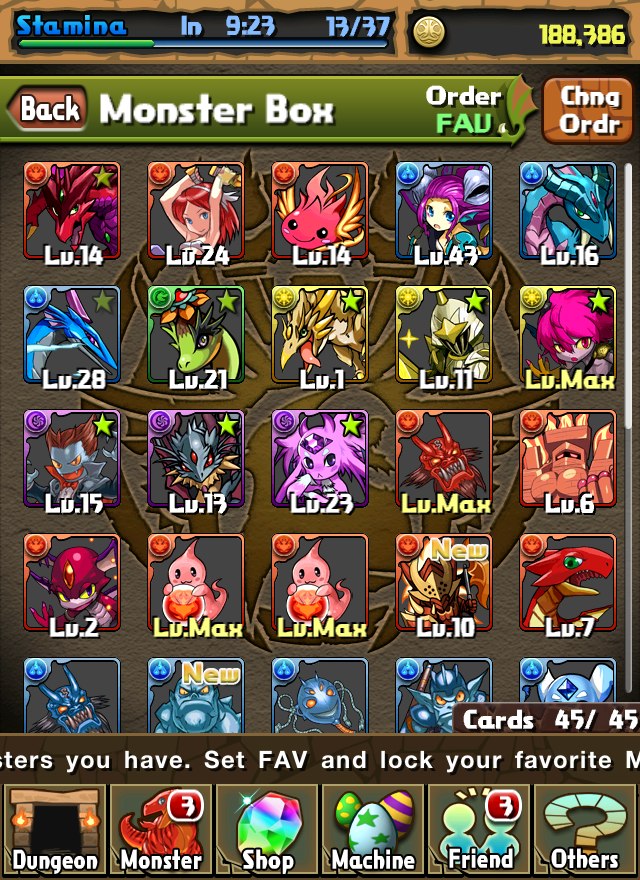 Stamina In 9:23 13/37 188,386
Back Monster Box Order FAV Chng Ordr
Lv.14 Lv.24 Lv.14 Lv.43 Lv.16
Lv.28 Lv.21 Lv.1 Lv.11 Lv.Max
Lv.15 Lv.13 Lv.23 Lv.Max Lv.6
New
Lv.2 Lv.Max Lv.Max Lv.10 Lv.7
New
Cards 45/ 45
sters you have. Set FAV and lock your favorite M
3 3
Dungeon Monster Shop Machine Friend Others